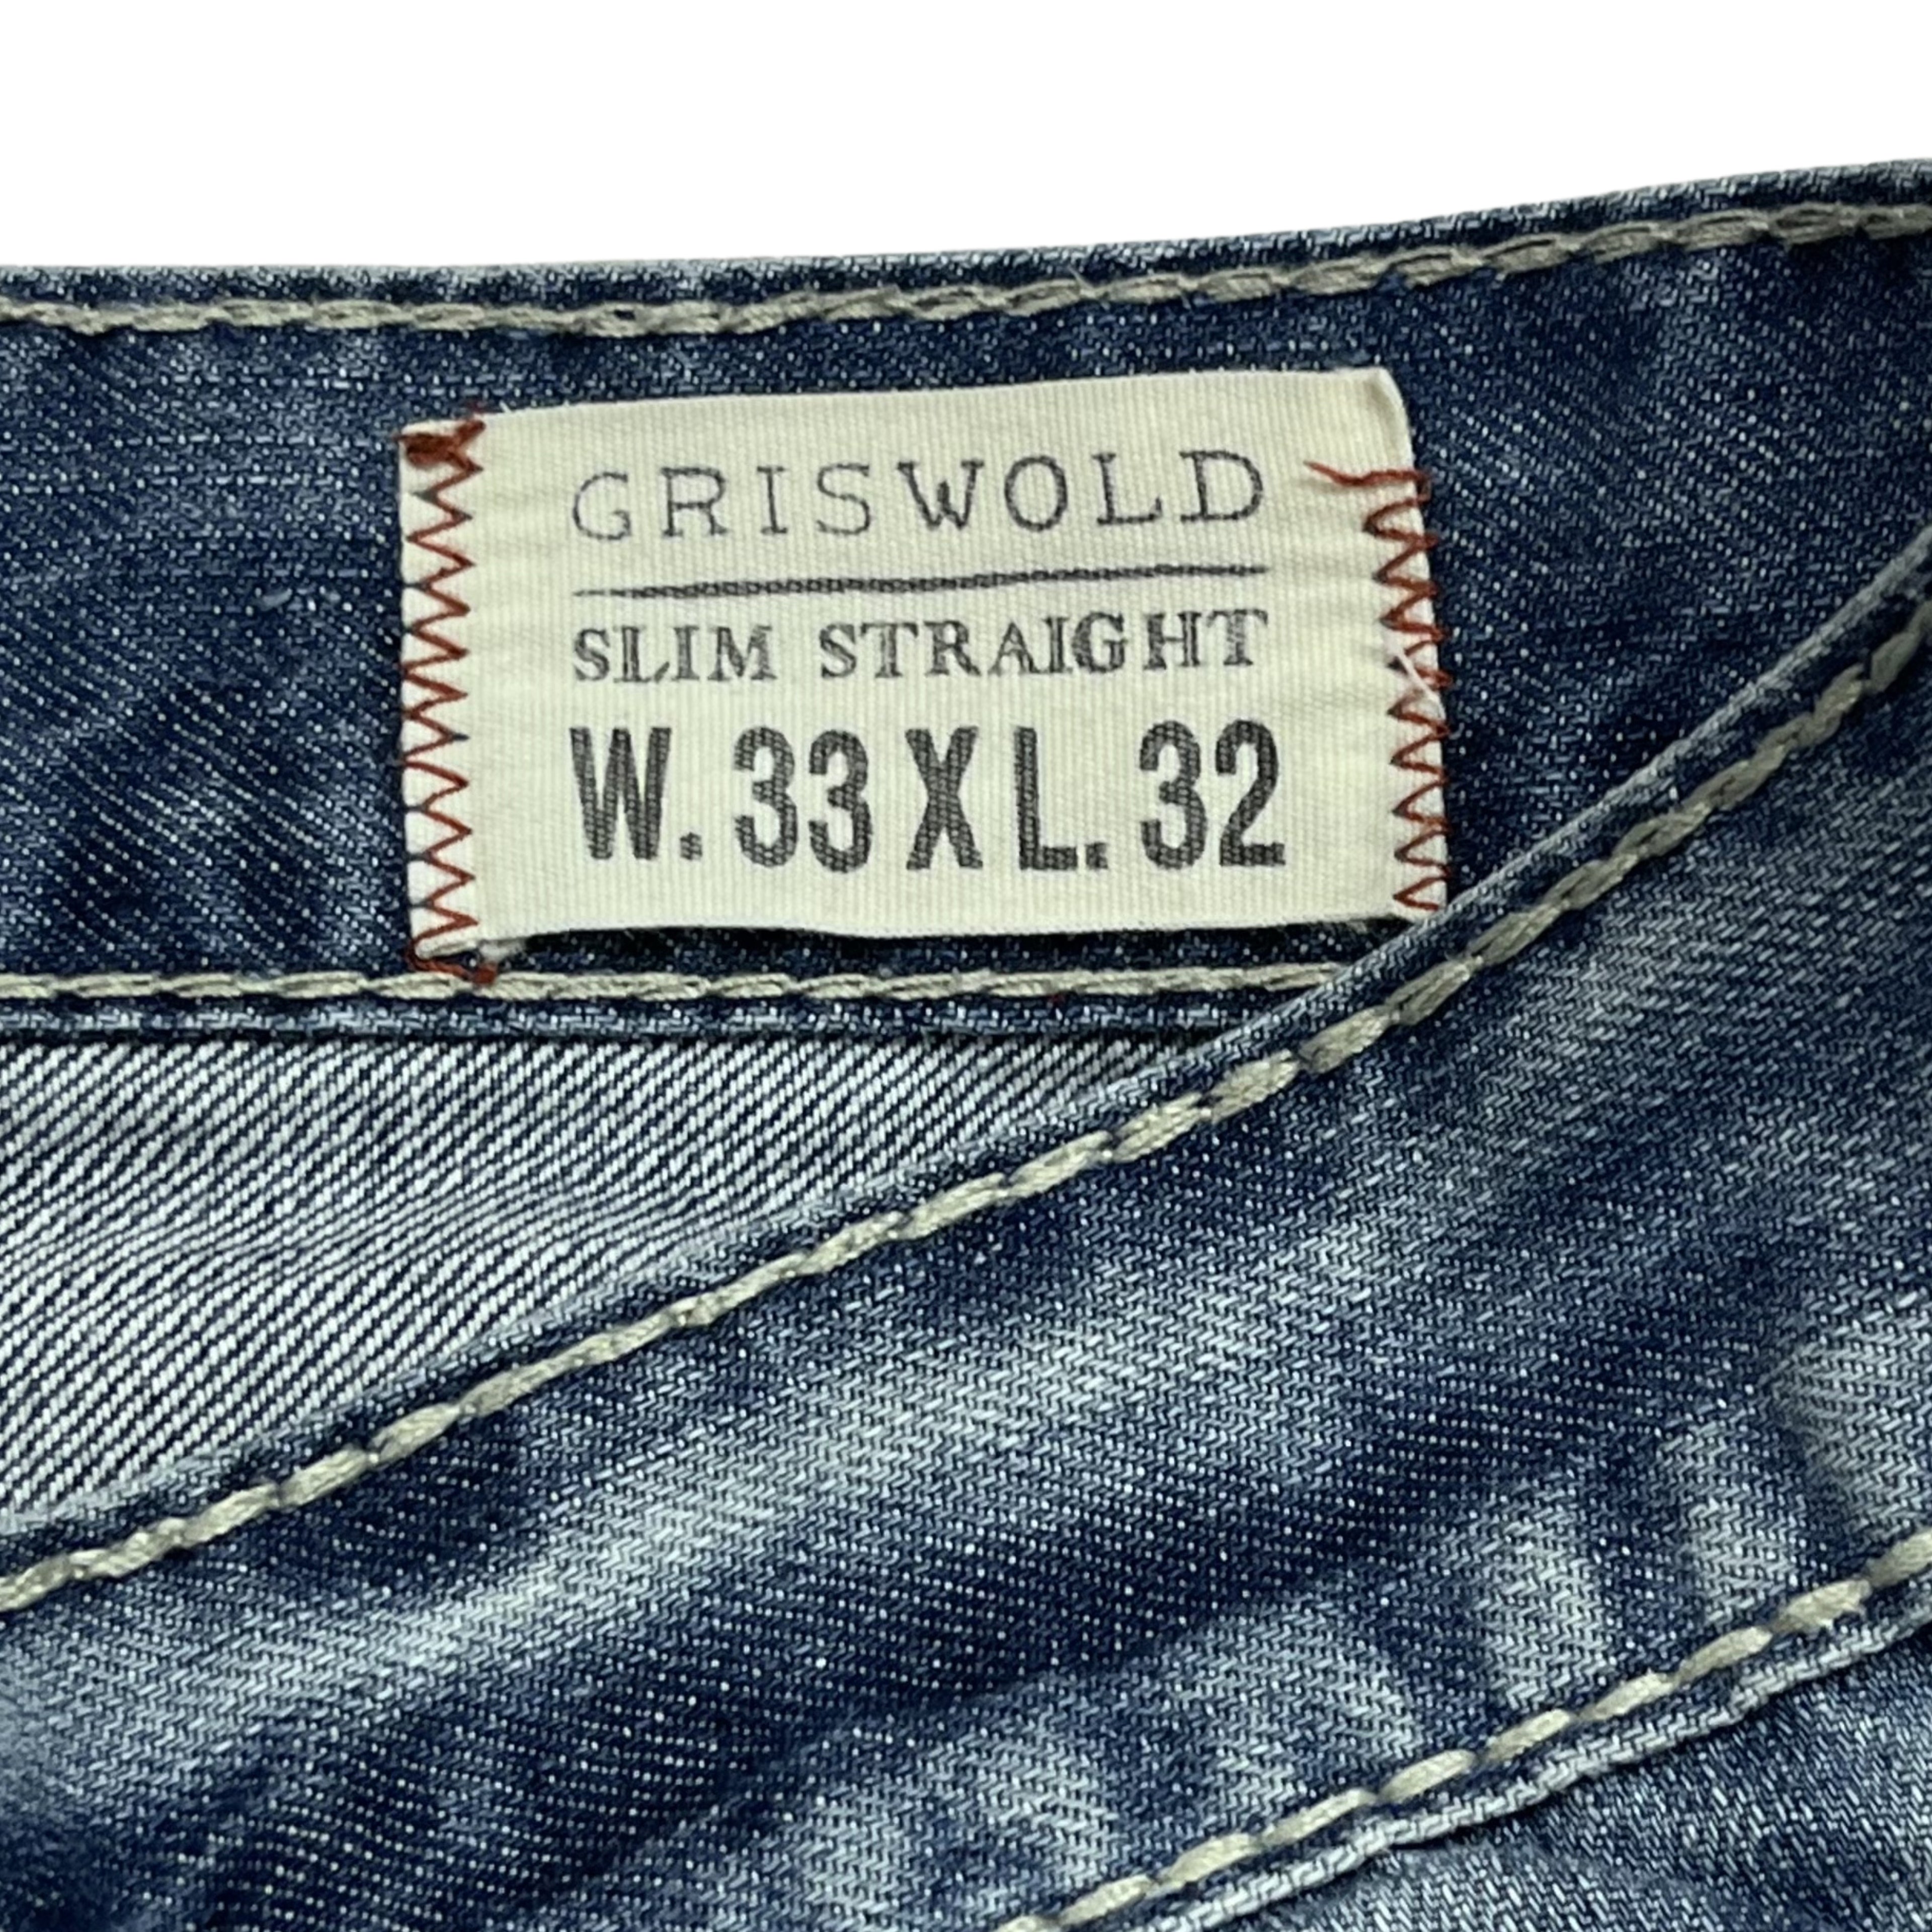 GRISWOLD
SLIM STRAIGHT
W. 33 X L. 32